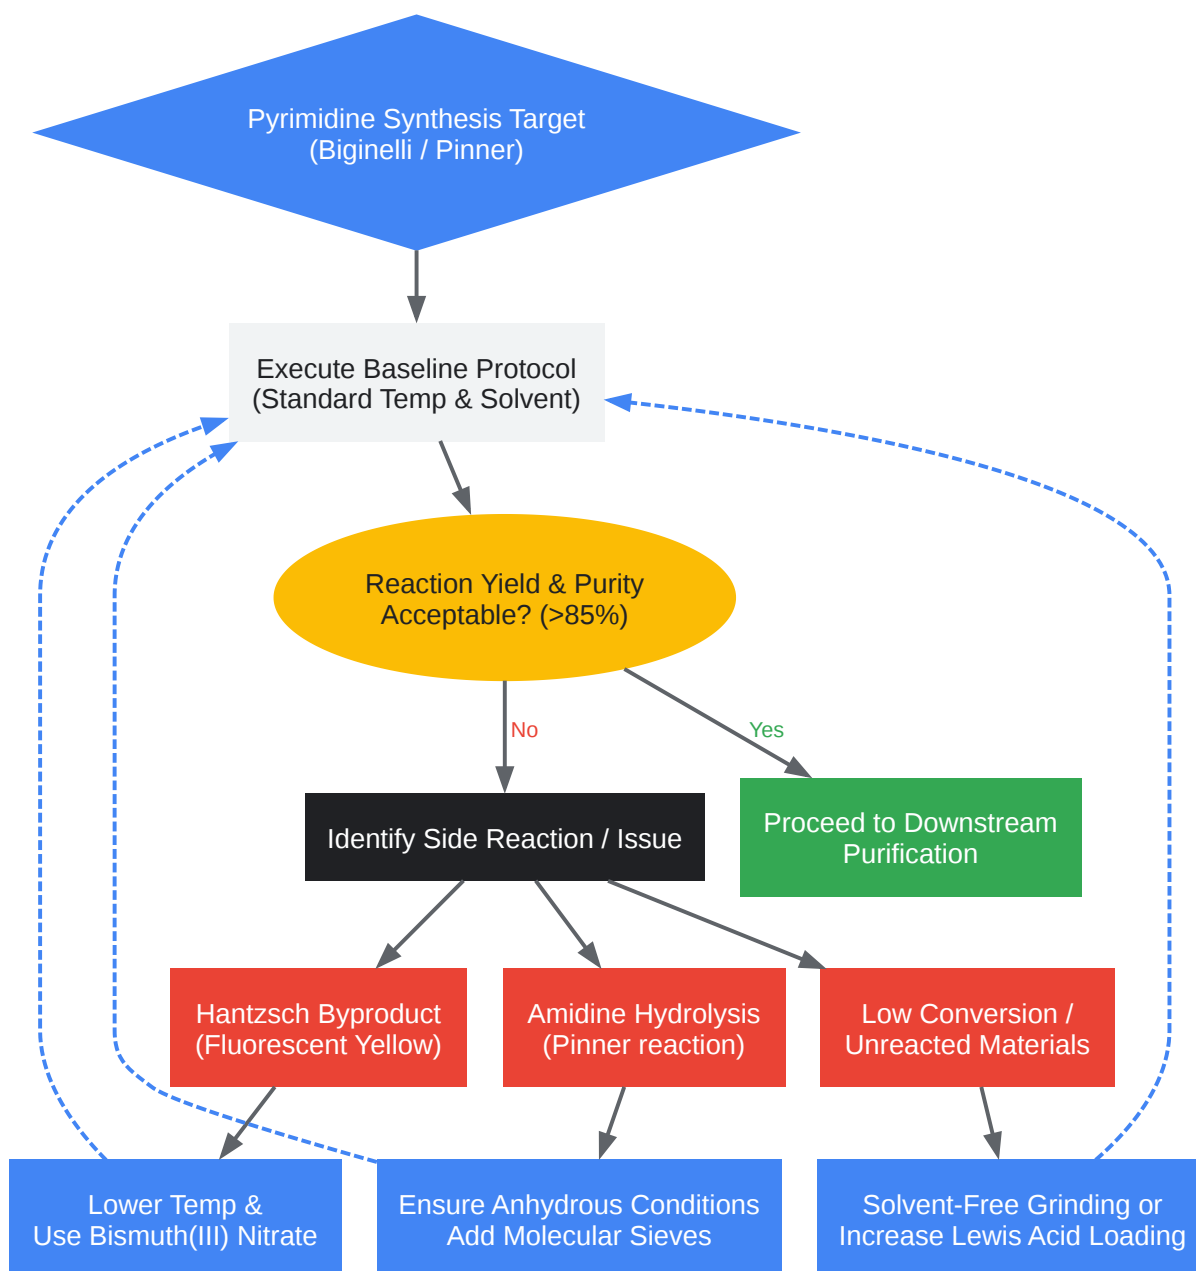 Pyrimidine Synthesis Target
(Biginelli / Pinner)
Execute Baseline Protocol
(Standard Temp & Solvent)
Reaction Yield & Purity
Acceptable? (>85%)
No
Yes
Proceed to Downstream
Purification
Identify Side Reaction / Issue
Hantzsch Byproduct
(Fluorescent Yellow)
Amidine Hydrolysis
(Pinner reaction)
Low Conversion /
Unreacted Materials
Lower Temp &
Use Bismuth(III) Nitrate
Ensure Anhydrous Conditions
Add Molecular Sieves
Solvent-Free Grinding or
Increase Lewis Acid Loading